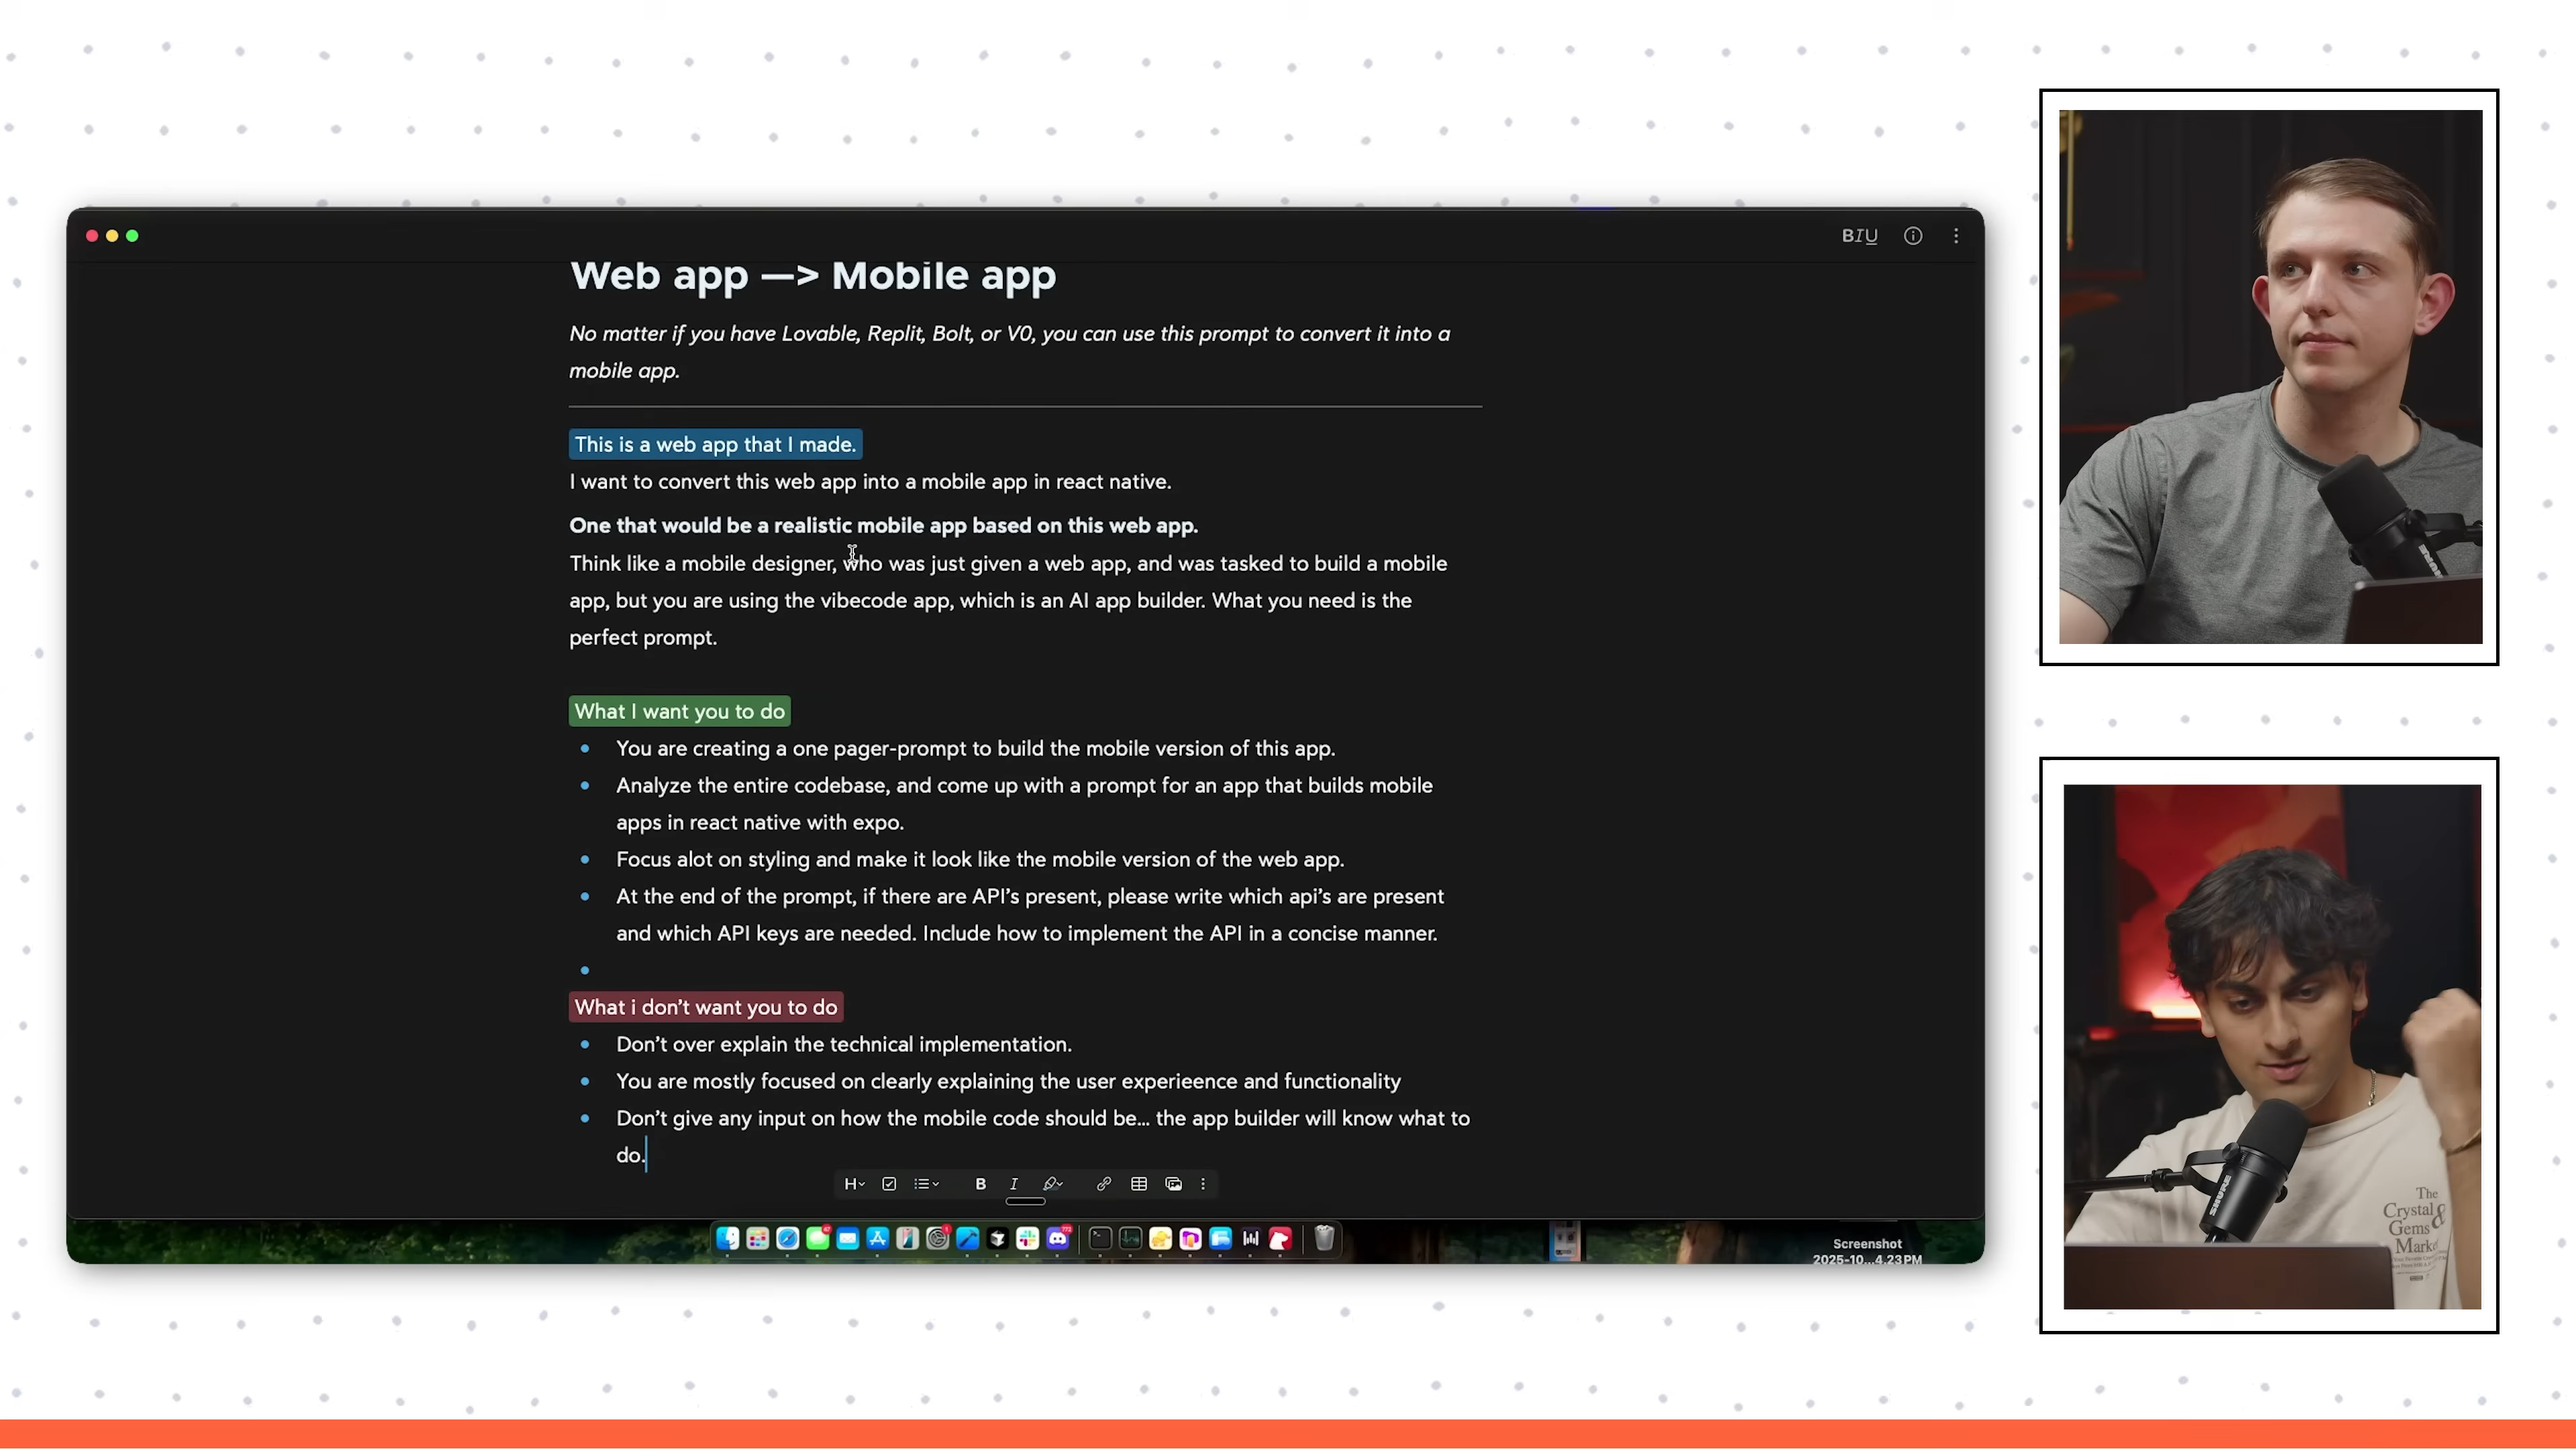 BIU
Web app —> Mobile app
No matter if you have Lovable, Replit, Bolt, or V0, you can use this prompt to convert it into a
mobile app.
This is a web app that I made.
I want to convert this web app into a mobile app in react native.
One that would be a realistic mobile app based on this web app.
Think like a mobile designer, who was just given a web app, and was tasked to build a mobile
app, but you are using the vibecode app, which is an AI app builder. What you need is the
perfect prompt.
What I want you to do
You are creating a one pager-prompt to build the mobile version of this app.
Analyze the entire codebase, and come up with a prompt for an app that builds mobile
apps in react native with expo.
Focus alot on styling and make it look like the mobile version of the web app.
At the end of the prompt, if there are API's present, please write which api's are present
and which API keys are needed. Include how to implement the API in a concise manner.
What i don't want you to do
Don't over explain the technical implementation.
You are mostly focused on clearly explaining the user experieence and functionality
Don't give any input on how the mobile code should be... the app builder will know what to
do.
H B I
Screenshot
2025-10...4.23 PM
SHURE
The
Crystal &
Gems
Marke